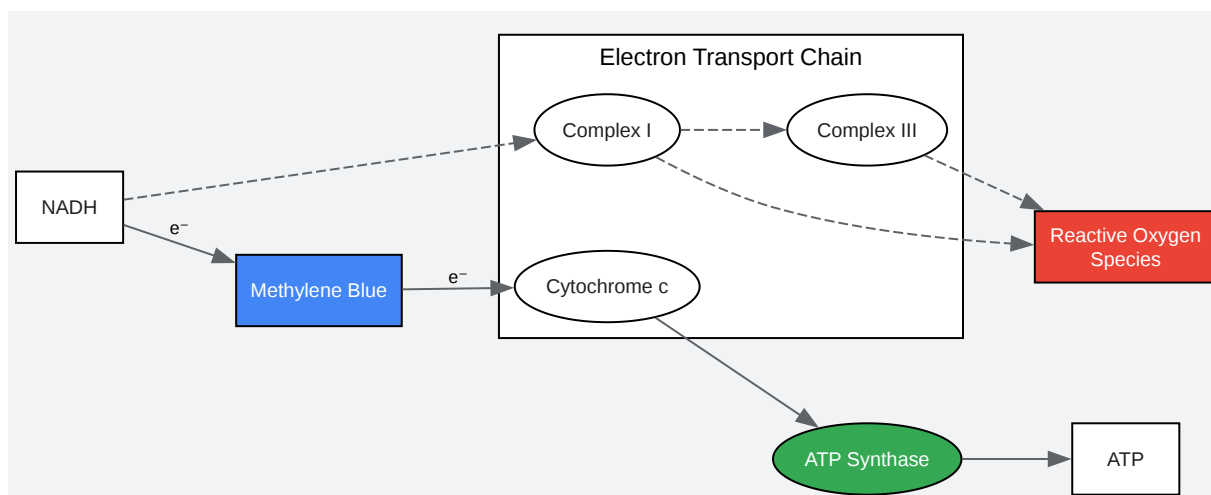 Electron Transport Chain
Complex I
Complex III
NADH
e⁻
Reactive Oxygen
Species
Methylene Blue
e⁻
Cytochrome c
ATP Synthase
ATP